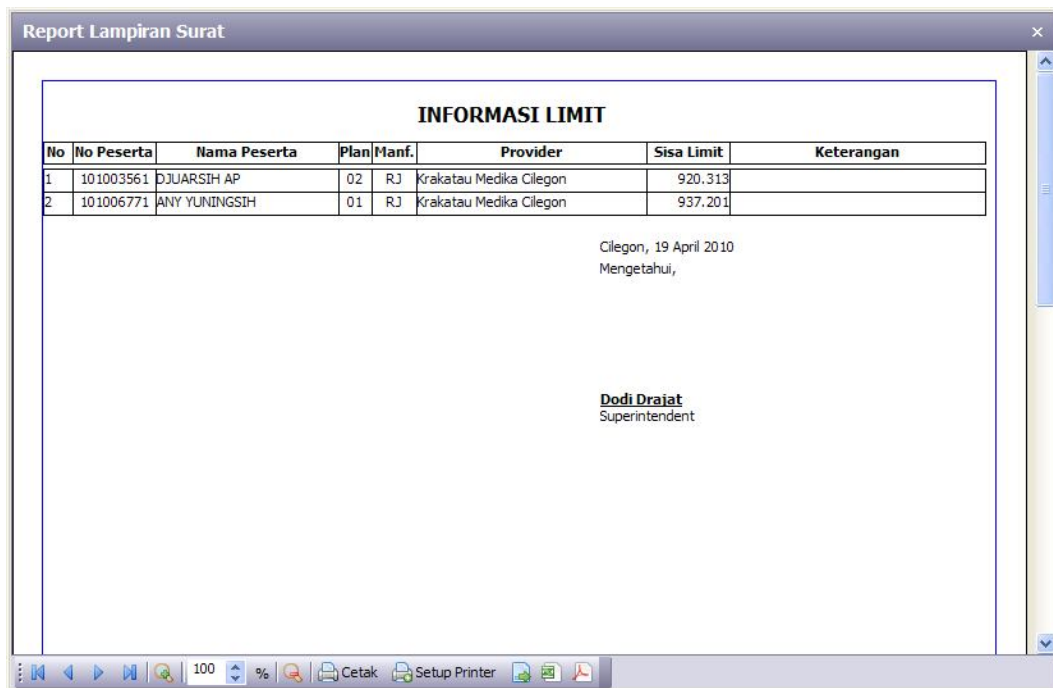 Report Lampiran Surat
INFORMASI LIMIT
No No Peserta Nama Peserta Plan Manf. Provider Sisa Limit Keterangan
1 101003561 DJUARSIH AP 02 RJ Krakatau Medika Cilegon 920.313
2 101006771 ANY YUNINGSIH 01 RJ Krakatau Medika Cilegon 937.201
Cilegon, 19 April 2010
Mengetahui,
Dodi Drajat
Superintendent
100 % Cetak Setup Printer